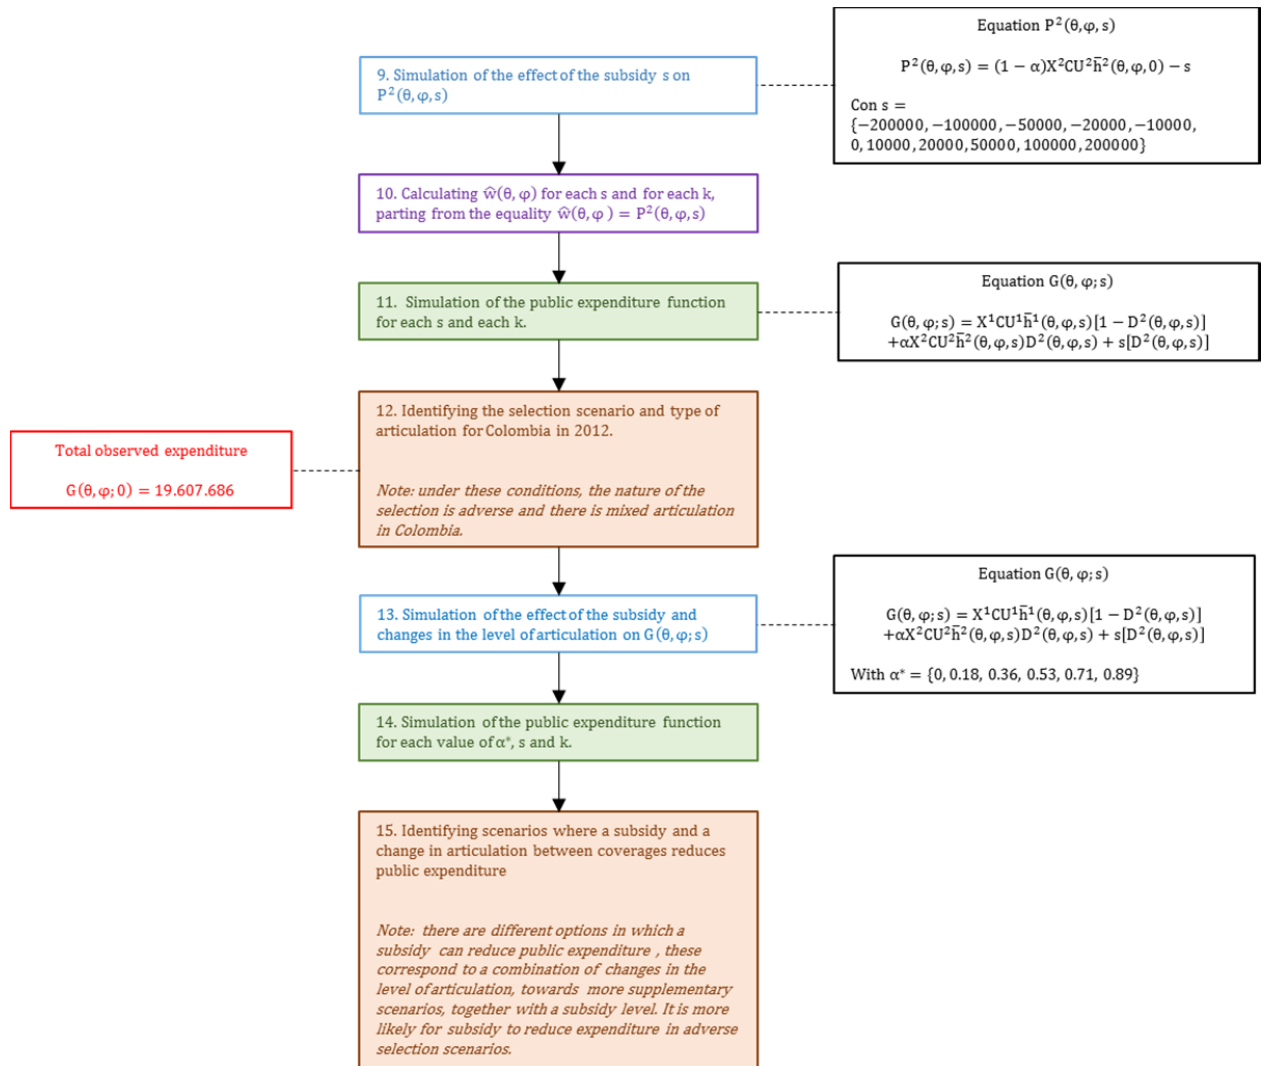 9. Simulation of the effect of the subsidy s on
P²(θ,φ,s)
Equation P²(θ,φ,s)
P²(θ,φ,s) = (1 − α)X²CU²h̄²(θ,φ,0) − s
Con s =
{−200000,−100000,−50000,−20000,−10000,
0,10000,20000,50000,100000,200000}
10. Calculating ŵ(θ,φ) for each s and for each k,
parting from the equality ŵ(θ,φ ) = P²(θ,φ,s)
11.  Simulation of the public expenditure function
for each s and each k.
Equation G(θ,φ;s)
G(θ,φ;s) = X¹CU¹h̄¹(θ,φ,s)[1 − D²(θ,φ,s)]
+αX²CU²h̄²(θ,φ,s)D²(θ,φ,s) + s[D²(θ,φ,s)]
12. Identifying the selection scenario and type of
articulation for Colombia in 2012.
Note: under these conditions, the nature of the
selection is adverse and there is mixed articulation
in Colombia.
Total observed expenditure
G(θ,φ;0) = 19.607.686
13. Simulation of the effect of the subsidy and
changes in the level of articulation on G(θ,φ;s)
Equation G(θ,φ;s)
G(θ,φ;s) = X¹CU¹h̄¹(θ,φ,s)[1 − D²(θ,φ,s)]
+αX²CU²h̄²(θ,φ,s)D²(θ,φ,s) + s[D²(θ,φ,s)]
With α* = {0, 0.18, 0.36, 0.53, 0.71, 0.89}
14. Simulation of the public expenditure function
for each value of α*, s and k.
15. Identifying scenarios where a subsidy and a
change in articulation between coverages reduces
public expenditure
Note:  there are different options in which a
subsidy  can reduce public expenditure , these
correspond to a combination of changes in the
level of articulation, towards  more supplementary
scenarios, together with a subsidy level. It is more
likely for subsidy to reduce expenditure in adverse
selection scenarios.